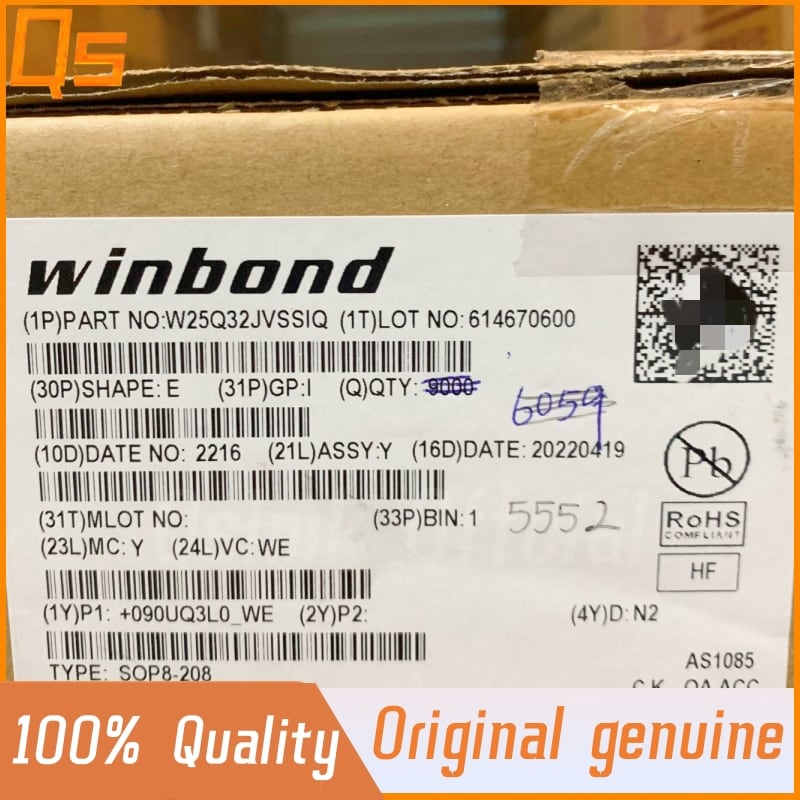 Qs
winbond
(1P)PART NO:W25Q32JVSSIQ (1T)LOT NO:614670600
(30P)SHAPE:E (31P)GP:I (Q)QTY:9000 6059
(10D)DATE NO: 2216 (21L)ASSY:Y (16D)DATE:20220419
Pb
(31T)MLOT NO: (33P)BIN:1 5552
RoHS
COMPLIANT
(23L)MC:Y (24L)VC:WE
HF
(1Y)P1: +090UQ3L0_WE (2Y)P2: (4Y)D:N2
AS1085
TYPE: SOP8-208
100% Quality Original genuine